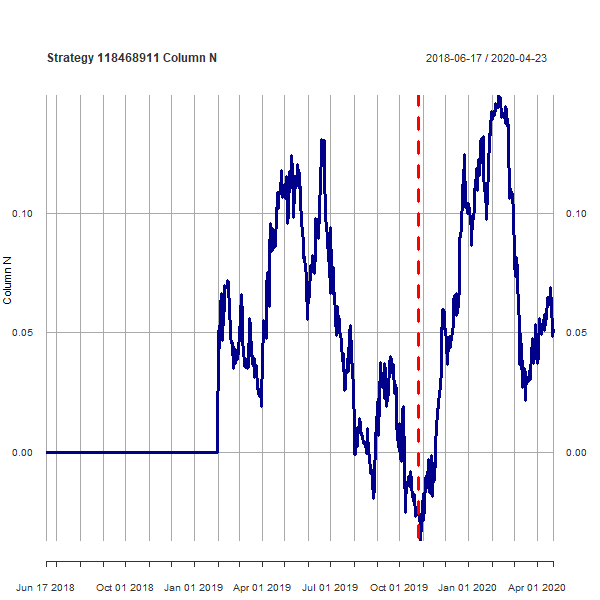 Strategy 118468911 Column N
2018-06-17 / 2020-04-23
Column N
0.10
0.10
0.05
0.05
0.00
0.00
Jun 17 2018
Oct 01 2018
Jan 01 2019
Apr 01 2019
Jul 01 2019
Oct 01 2019
Jan 01 2020
Apr 01 2020